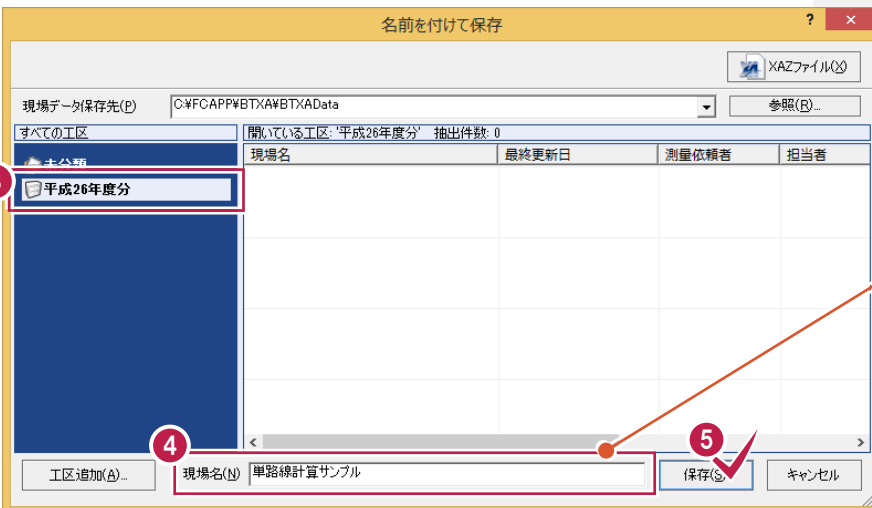 名前を付けて保存
? ×
XAZファイル(X)
現場データ保存先(P) C:¥FCAPP¥BTXA¥BTXAData 参照(R)...
すべての工区 開いている工区: '平成26年度分' 抽出件数: 0
未分類 現場名 最終更新日 測量依頼者 担当者
平成26年度分
4 5
工区追加(A)... 現場名(N) 単路線計算サンプル 保存(S) キャンセル